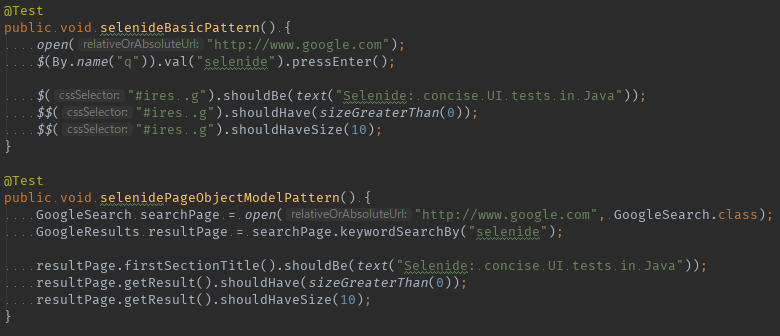 @Test
public void selenideBasicPattern() {
    open( relativeOrAbsoluteUrl: "http://www.google.com");
    $(By.name("q")).val("selenide").pressEnter();
    $( cssSelector: "#ires .g").shouldBe(text("Selenide: concise UI tests in Java"));
    $$( cssSelector: "#ires .g").shouldHave(sizeGreaterThan(0));
    $$( cssSelector: "#ires .g").shouldHaveSize(10);
}
@Test
public void selenidePageObjectModelPattern() {
    GoogleSearch searchPage = open( relativeOrAbsoluteUrl: "http://www.google.com", GoogleSearch.class);
    GoogleResults resultPage = searchPage.keywordSearchBy("selenide");
    resultPage.firstSectionTitle().shouldBe(text("Selenide: concise UI tests in Java"));
    resultPage.getResult().shouldHave(sizeGreaterThan(0));
    resultPage.getResult().shouldHaveSize(10);
}